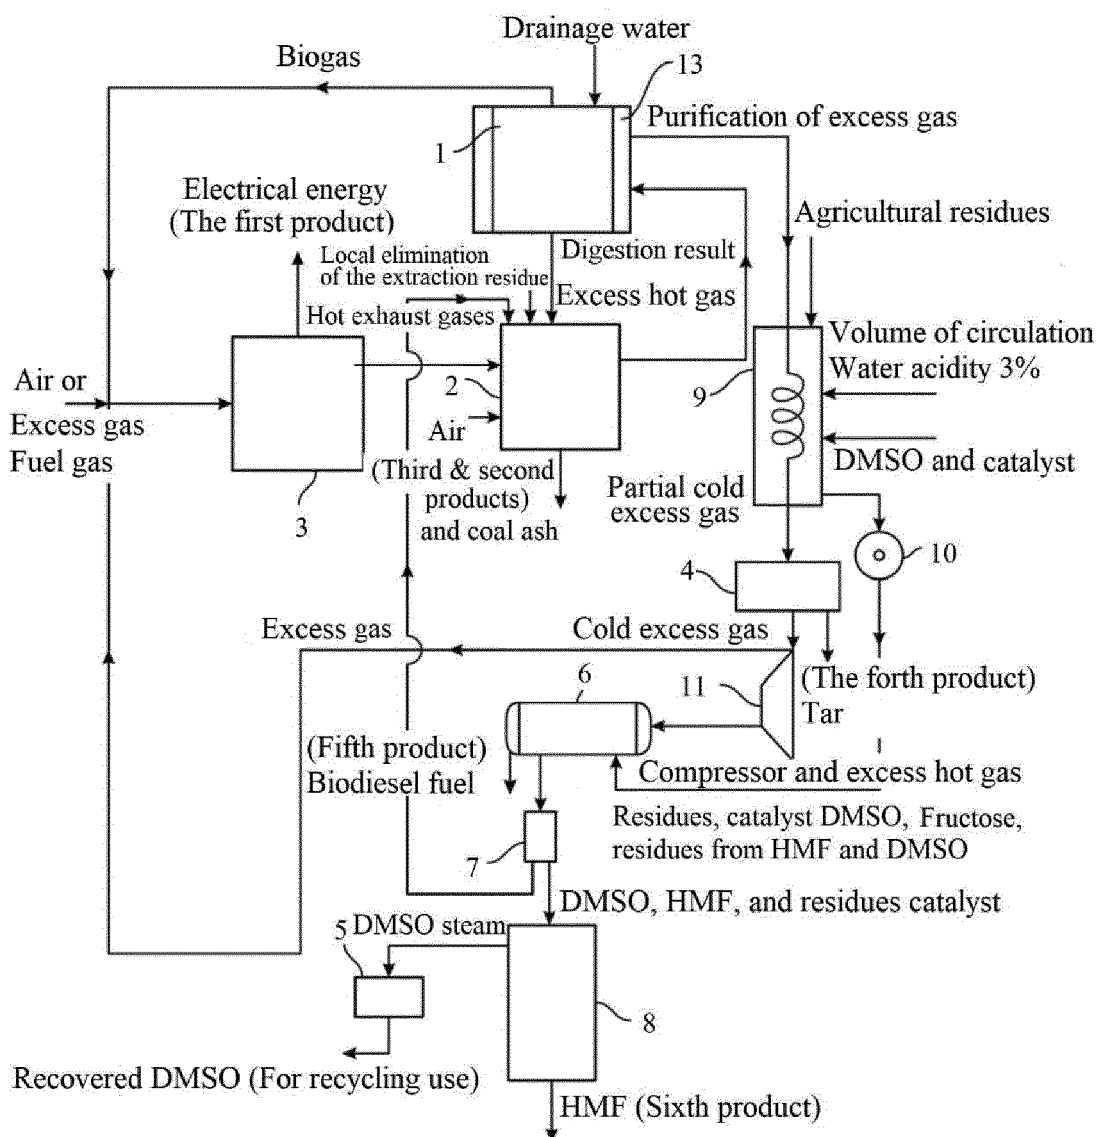 Drainage water
Biogas
13
Purification of excess gas
1
Electrical energy
(The first product)
Agricultural residues
Local elimination
of the extraction residue
Digestion result
Excess hot gas
Hot exhaust gases
Volume of circulation
Water acidity 3%
Air or
Excess gas
Fuel gas
2
9
Air
DMSO and catalyst
(Third & second
products)
and coal ash
Partial cold
excess gas
3
10
4
Excess gas
Cold excess gas
6
11
(The forth product)
Tar
(Fifth product)
Biodiesel fuel
Compressor and excess hot gas
Residues, catalyst DMSO, Fructose,
residues from HMF and DMSO
7
DMSO, HMF, and residues catalyst
5
DMSO steam
8
Recovered DMSO (For recycling use)
HMF (Sixth product)